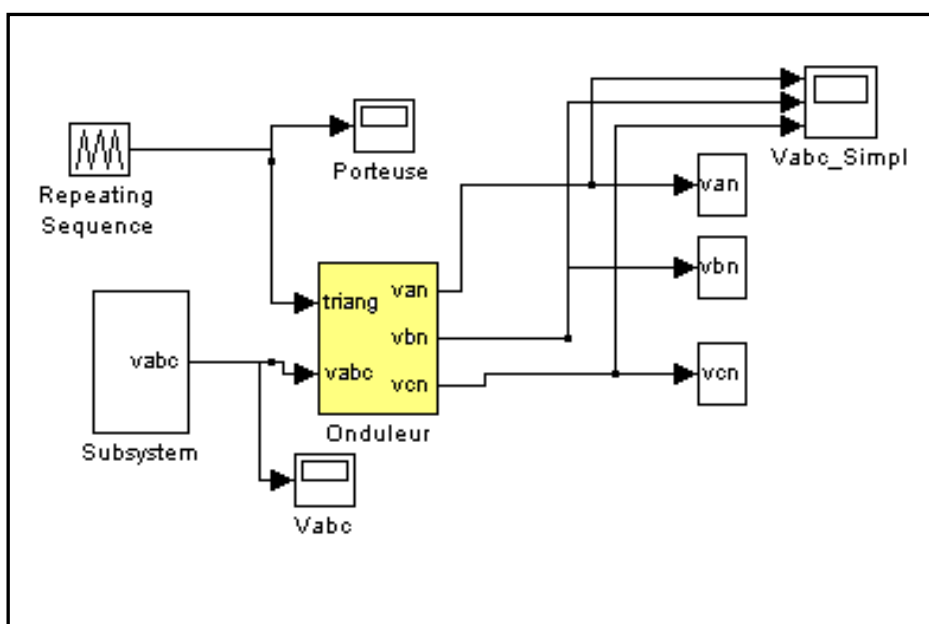 Repeating
Sequence
Porteuse
Vabc_Simpl
van
vbn
vcn
triang
vabc
van
vbn
vcn
Onduleur
vabc
Subsystem
Vabc